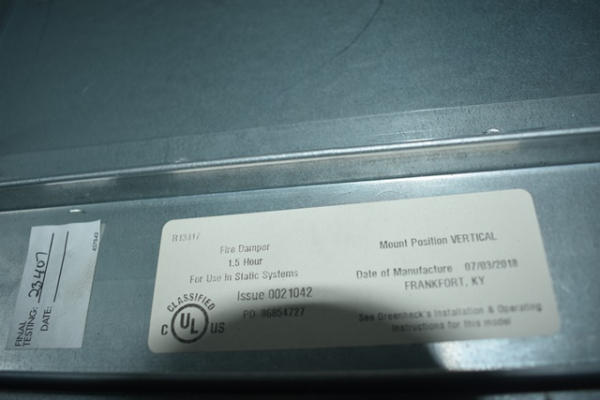 R13317
Fire Damper
1.5 Hour
For Use In Static Systems
Issue 0021042
PO 86854727
CLASSIFIED
C UL US
Mount Position VERTICAL
Date of Manufacture 07/03/2018
FRANKFORT, KY
See Greenheck's Installation & Operating
Instructions for this model
FINAL
TESTING: 23407
DATE: